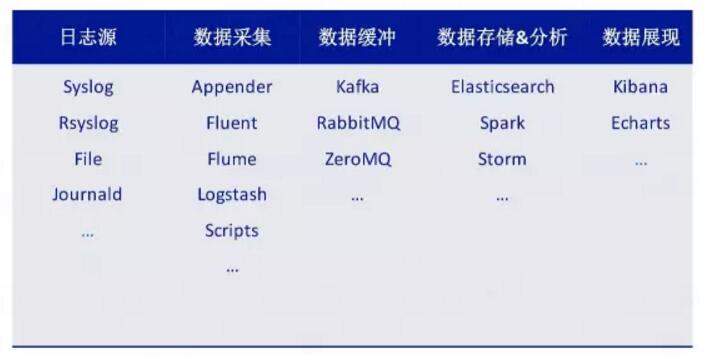 日志源 数据采集 数据缓冲 数据存储&分析 数据展现
Syslog Appender Kafka Elasticsearch Kibana
Rsyslog Fluent RabbitMQ Spark Echarts
File Flume ZeroMQ Storm ...
Journald Logstash ... ...
... Scripts
...